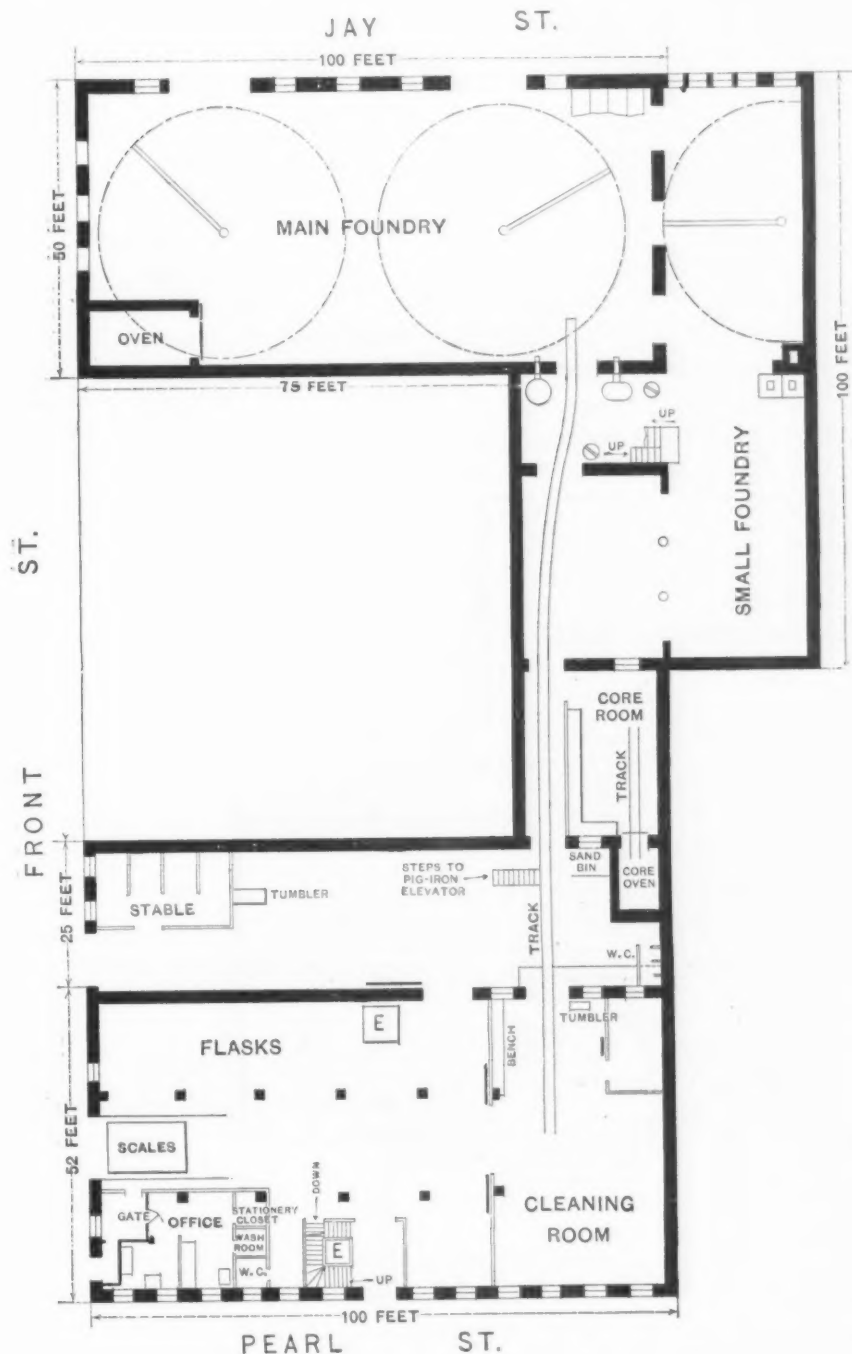 JAY ST.
100 FEET
50 FEET
MAIN FOUNDRY
OVEN
75 FEET
100 FEET
UP
UP
SMALL FOUNDRY
FRONT ST.
CORE
ROOM
TRACK
SAND
BIN
CORE
OVEN
25 FEET
STABLE
TUMBLER
STEPS TO
PIG-IRON
ELEVATOR
TRACK
W.C.
E
FLASKS
BENCH
TUMBLER
52 FEET
SCALES
DOWN
GATE
OFFICE
STATIONERY
CLOSET
WASH
ROOM
W.C.
E
UP
CLEANING
ROOM
100 FEET
PEARL ST.